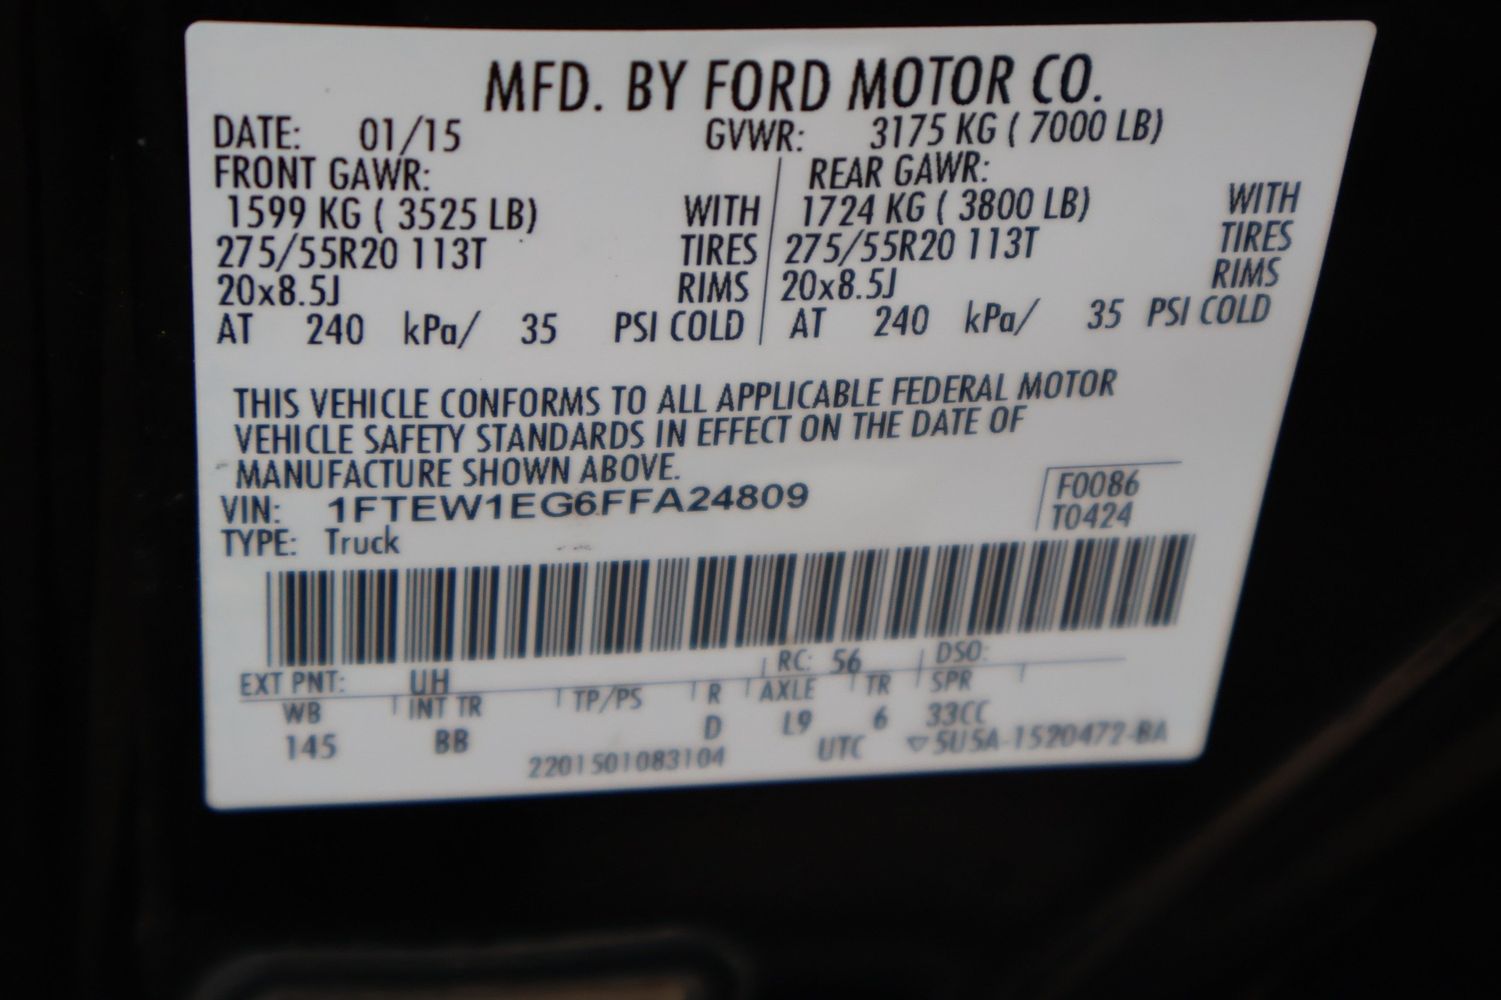 MFD. BY FORD MOTOR CO.
DATE: 01/15 GVWR: 3175 KG ( 7000 LB)
FRONT GAWR: REAR GAWR:
1599 KG ( 3525 LB) WITH 1724 KG ( 3800 LB) WITH
275/55R20 113T TIRES 275/55R20 113T TIRES
20x8.5J RIMS 20x8.5J RIMS
AT 240 kPa/ 35 PSI COLD AT 240 kPa/ 35 PSI COLD
THIS VEHICLE CONFORMS TO ALL APPLICABLE FEDERAL MOTOR
VEHICLE SAFETY STANDARDS IN EFFECT ON THE DATE OF
MANUFACTURE SHOWN ABOVE.
VIN: 1FTEW1EG6FFA24809 F0086
TYPE: Truck T0424
EXT PNT: UH RC: 56 DSO:
WB INT TR TP/PS R AXLE TR SPR
145 BB D L9 6 33CC
2201501083104 UTC ▽5U5A-1520472-BA